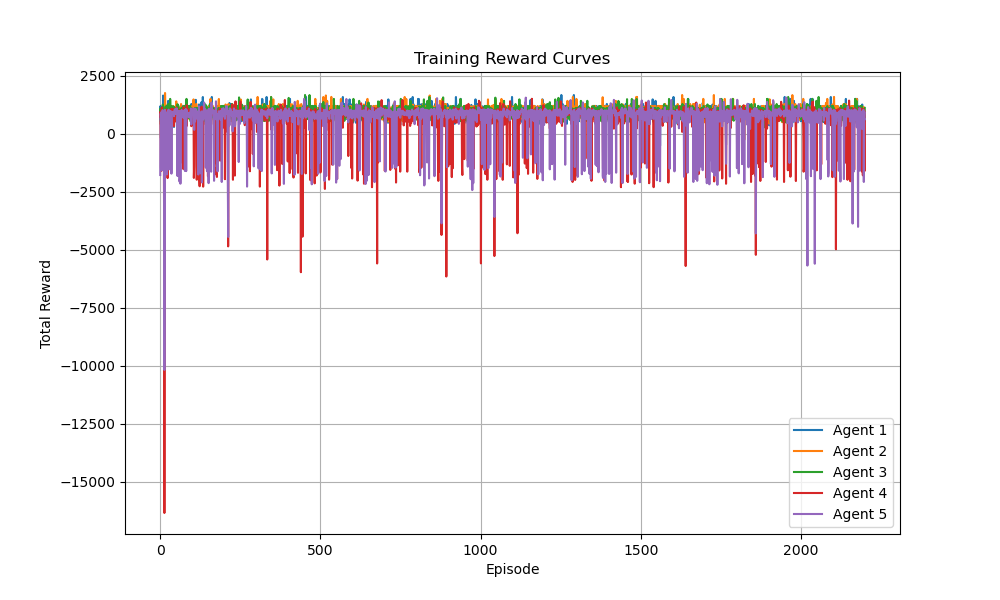 Training Reward Curves
2500
0
−2500
−5000
−7500
−10000
−12500
−15000
Total Reward
0 500 1000 1500 2000
Episode
Agent 1
Agent 2
Agent 3
Agent 4
Agent 5